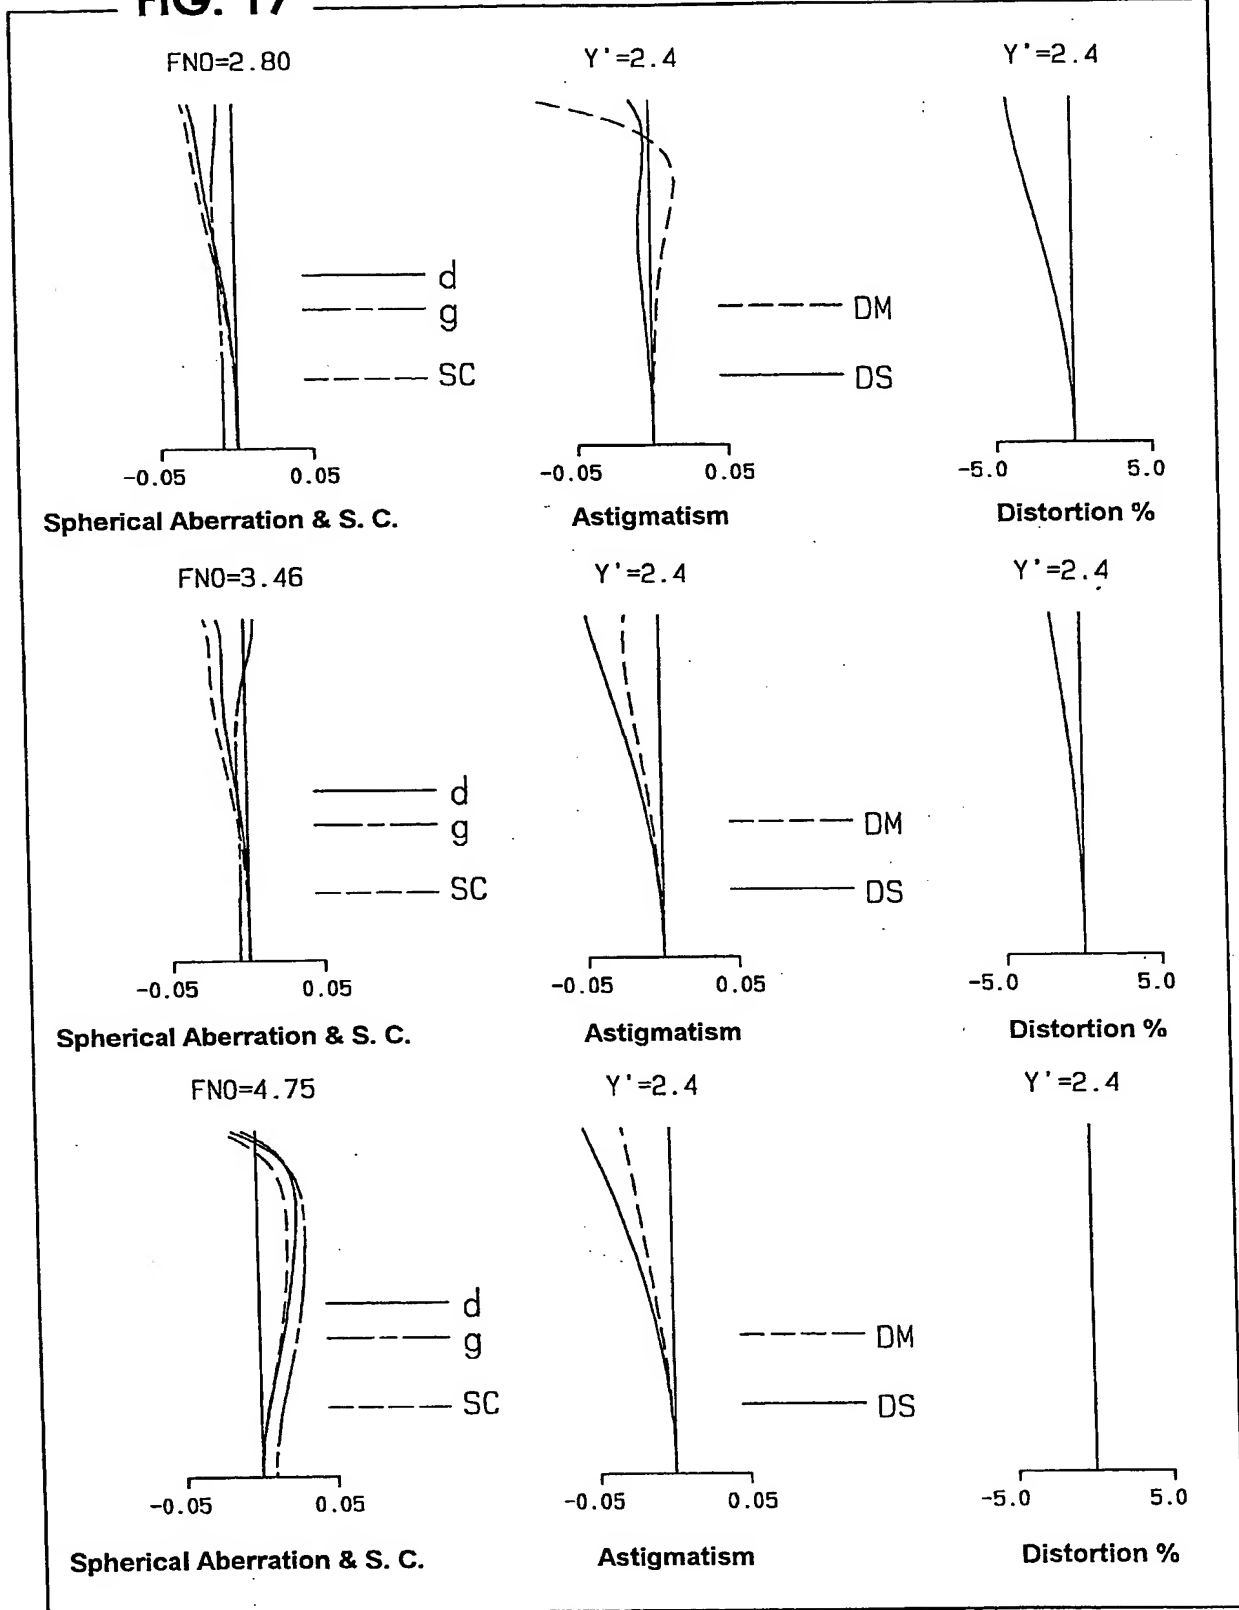 FIG. 17
FNO=2.80
Y'=2.4
Y'=2.4
d
g
SC
DM
DS
-0.05 0.05
-0.05 0.05
-5.0 5.0
Spherical Aberration & S. C.
Astigmatism
Distortion %
FNO=3.46
Y'=2.4
Y'=2.4
d
g
SC
DM
DS
-0.05 0.05
-0.05 0.05
-5.0 5.0
Spherical Aberration & S. C.
Astigmatism
Distortion %
FNO=4.75
Y'=2.4
Y'=2.4
d
g
SC
DM
DS
-0.05 0.05
-0.05 0.05
-5.0 5.0
Spherical Aberration & S. C.
Astigmatism
Distortion %